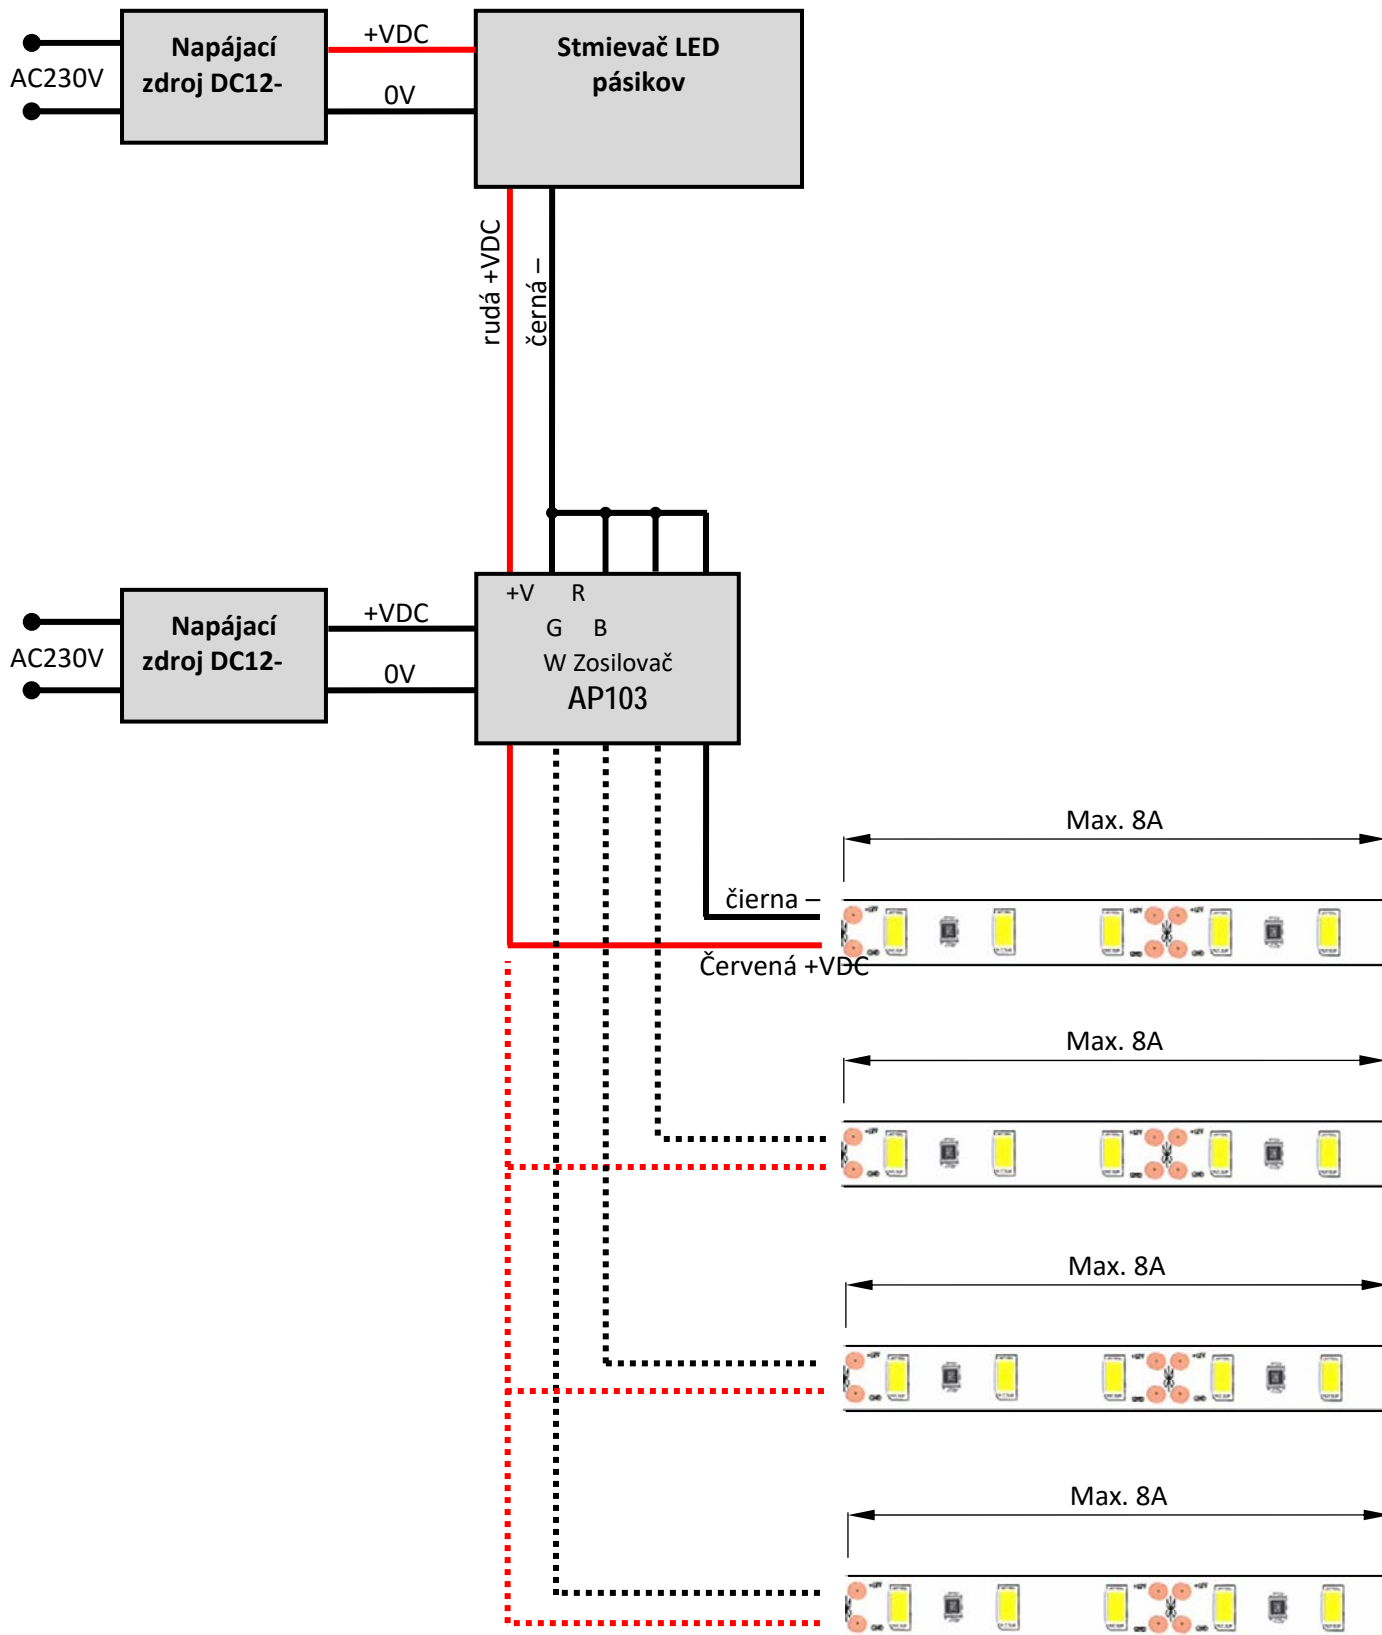 AC230V
Napájací
zdroj DC12-
+VDC
0V
Stmievač LED
pásikov
rudá +VDC
černá –
AC230V
Napájací
zdroj DC12-
+VDC
0V
+V R
G B
W Zosilovač
AP103
Max. 8A
čierna –
Červená +VDC
Max. 8A
Max. 8A
Max. 8A